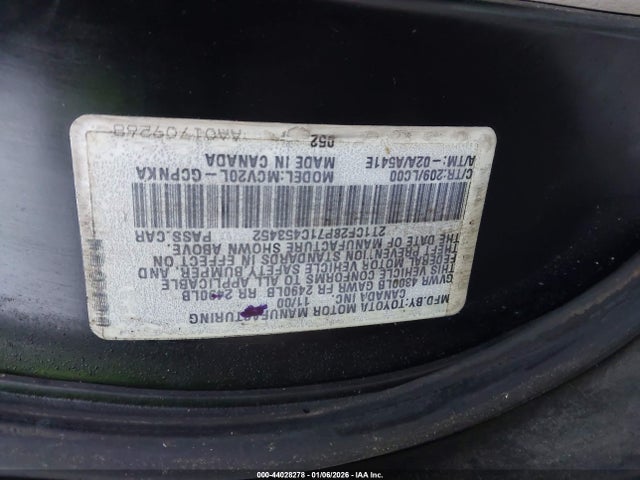 MFD.BY:TOYOTA MOTOR MANUFACTURING
CANADA INC. 11/00
GVWR 4300LB GAWR FR 2490LB RR
THIS VEHICLE CONFORMS TO ALL APPLICABLE
FEDERAL MOTOR VEHICLE SAFETY, BUMPER, AND
THEFT PREVENTION STANDARDS IN EFFECT ON
THE DATE OF MANUFACTURE SHOWN ABOVE.
2T1CF28P71C453452 PASS.CAR
C/TR:209/LC00 MODEL:MCV20L-GCPNKA
A/TM:-02A/A541E MADE IN CANADA
052 AA01709268
000-44028278 - 01/06/2026 - © IAA Inc.